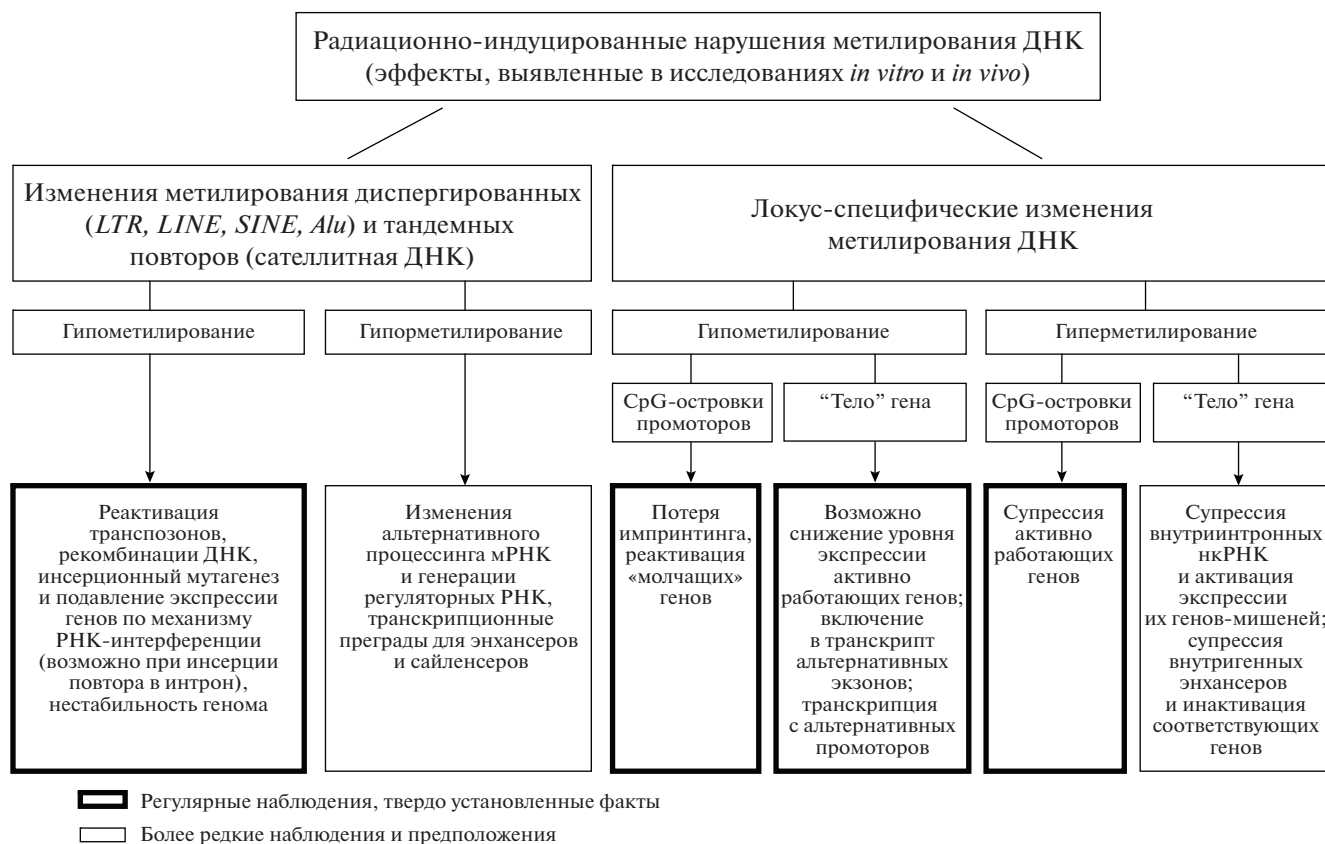 Радиационно-индуцированные нарушения метилирования ДНК
(эффекты, выявленные в исследованиях in vitro и in vivo)
Изменения метилирования диспергированных
(LTR, LINE, SINE, Alu) и тандемных
повторов (сателлитная ДНК)
Локус-специфические изменения
метилирования ДНК
Гипометилирование
Гипорметилирование
Гипометилирование
Гиперметилирование
CpG-островки
промоторов
“Тело” гена
CpG-островки
промоторов
“Тело” гена
Реактивация
транспозонов,
рекомбинации ДНК,
инсерционный мутагенез
и подавление экспрессии
генов по механизму
РНК-интерференции
(возможно при инсерции
повтора в интрон),
нестабильность генома
Изменения
альтернативного
процессинга мРНК
и генерации
регуляторных РНК,
транскрипционные
преграды для энхансеров
и сайленсеров
Потеря
импринтинга,
реактивация
«молчащих»
генов
Возможно
снижение уровня
экспрессии
активно
работающих генов;
включение
в транскрипт
альтернативных
экзонов;
транскрипция
с альтернативных
промоторов
Супрессия
активно
работающих
генов
Супрессия
внутриинтронных
нкРНК
и активация
экспрессии
их генов-мишеней;
супрессия
внутригенных
энхансеров
и инактивация
соответствующих
генов
Регулярные наблюдения, твердо установленные факты
Более редкие наблюдения и предположения